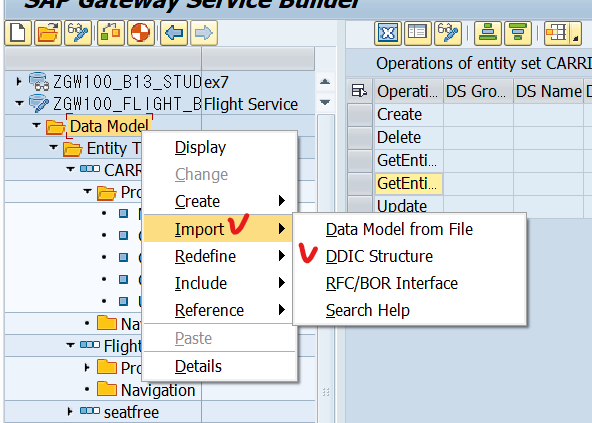 SAP Gateway Service Builder
Operations of entity set CARRI
ZGW100_B13_STUD ex7
ZGW100_FLIGHT_B Flight Service
Data Model
Entity T
CARR
Pro
Nav
Flight
Pro
Navigation
seatfree
Display
Change
Create
Import
Redefine
Include
Reference
Paste
Details
Data Model from File
DDIC Structure
RFC/BOR Interface
Search Help
Operati... DS Gro... DS Name D
Create
Delete
GetEnti...
GetEnti...
Update